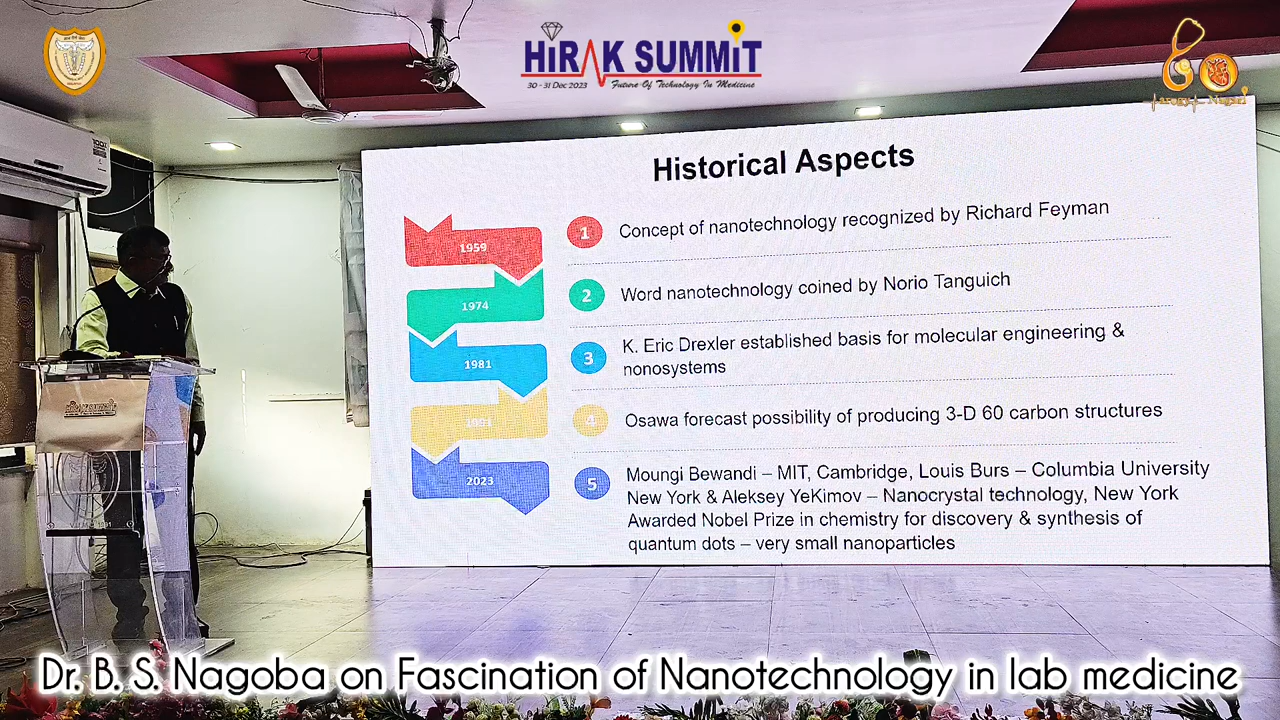 HiRAK SUMMiT
30 - 31 Dec 2023 Future Of Technology In Medicine
Arogya Nagari
Historical Aspects
1959
1 Concept of nanotechnology recognized by Richard Feyman
1974
2 Word nanotechnology coined by Norio Tanguich
1981
3 K. Eric Drexler established basis for molecular engineering &
nonosystems
4 Osawa forecast possibility of producing 3-D 60 carbon structures
2023
5 Moungi Bewandi – MIT, Cambridge, Louis Burs – Columbia University
New York & Aleksey YeKimov – Nanocrystal technology, New York
Awarded Nobel Prize in chemistry for discovery & synthesis of
quantum dots – very small nanoparticles
HiRAK SUMMiT
Dr. B. S. Nagoba on Fascination of Nanotechnology in lab medicine